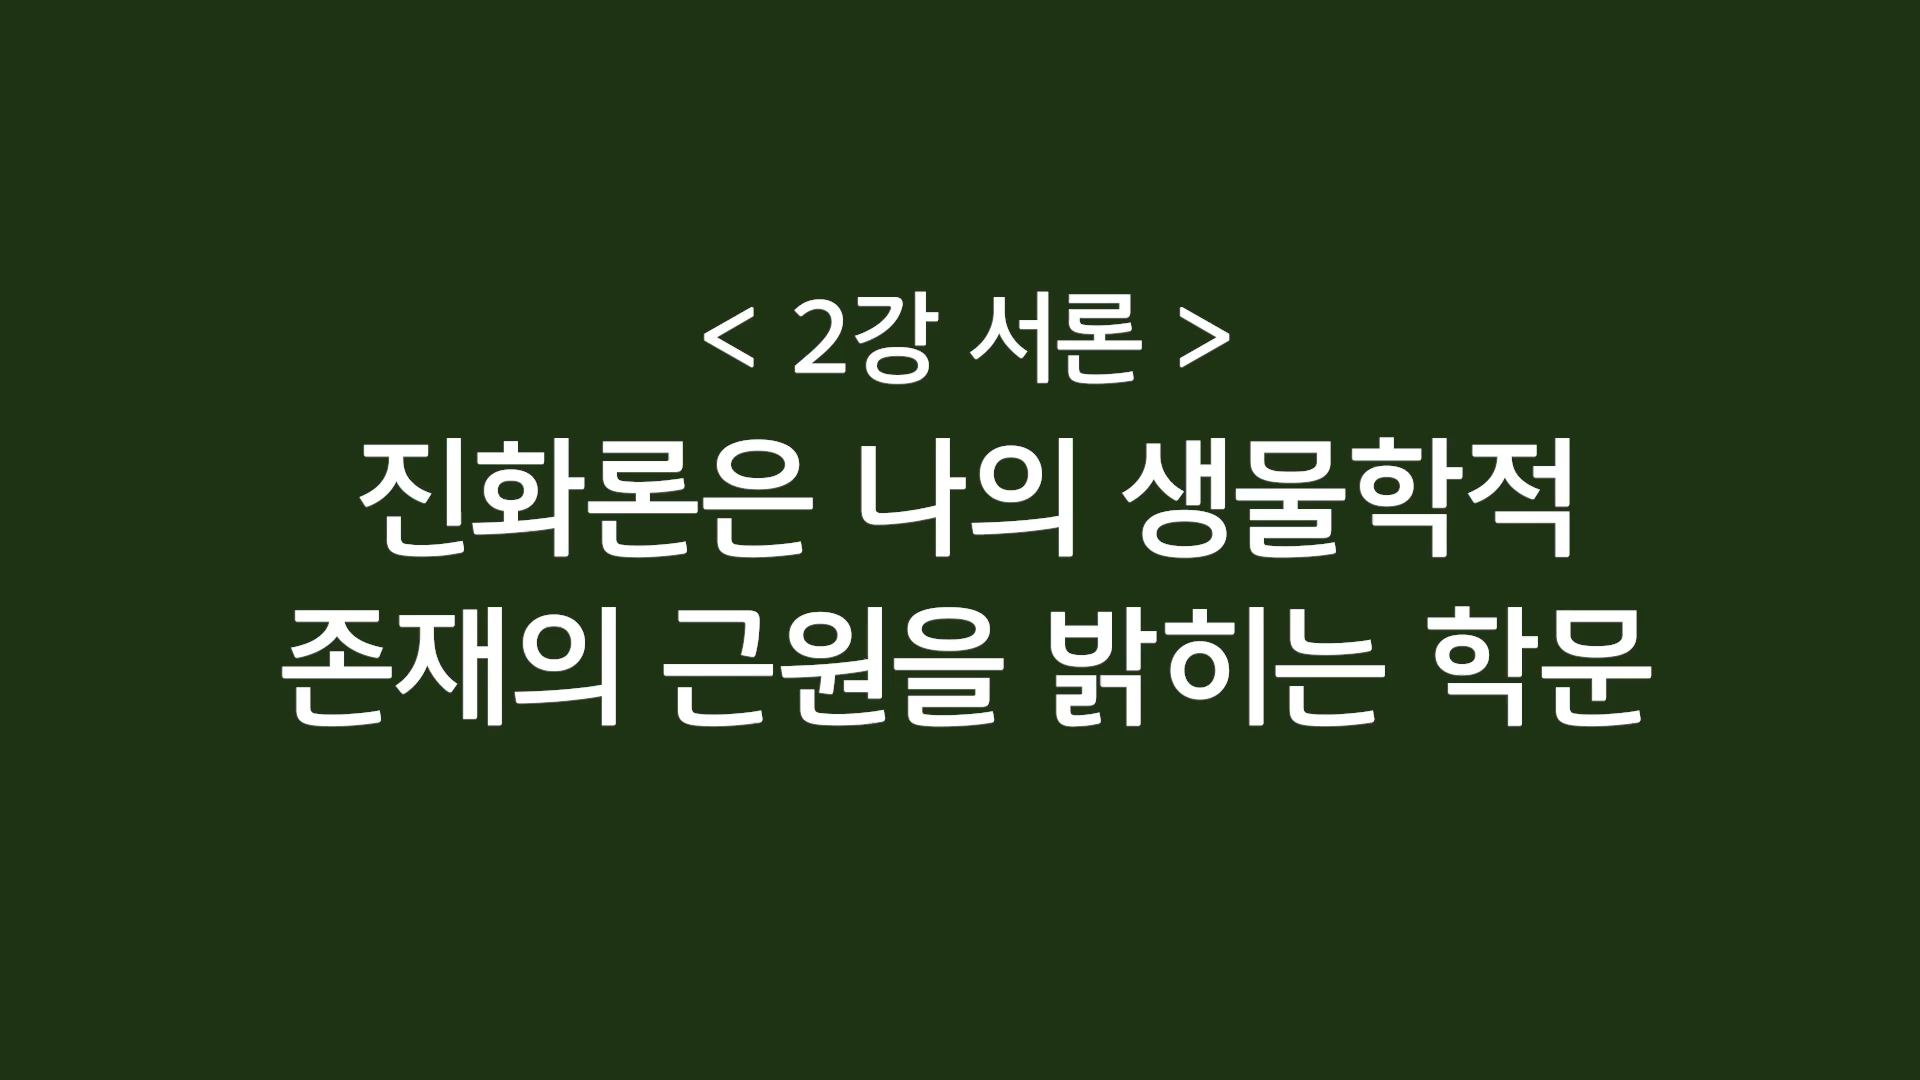 < 2강 서론 >
진화론은 나의 생물학적
존재의 근원을 밝히는 학문